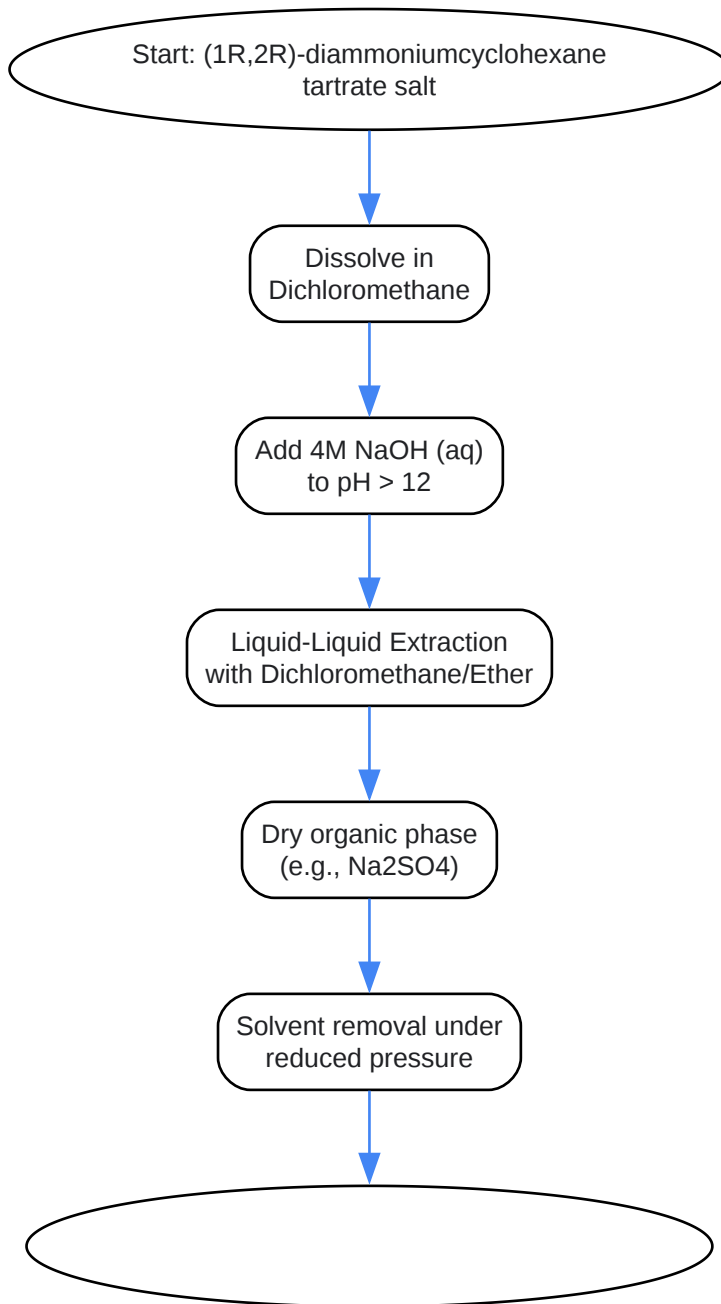 Start: (1R,2R)-diammoniumcyclohexane
tartrate salt
Dissolve in
Dichloromethane
Add 4M NaOH (aq)
to pH > 12
Liquid-Liquid Extraction
with Dichloromethane/Ether
Dry organic phase
(e.g., Na2SO4)
Solvent removal under
reduced pressure